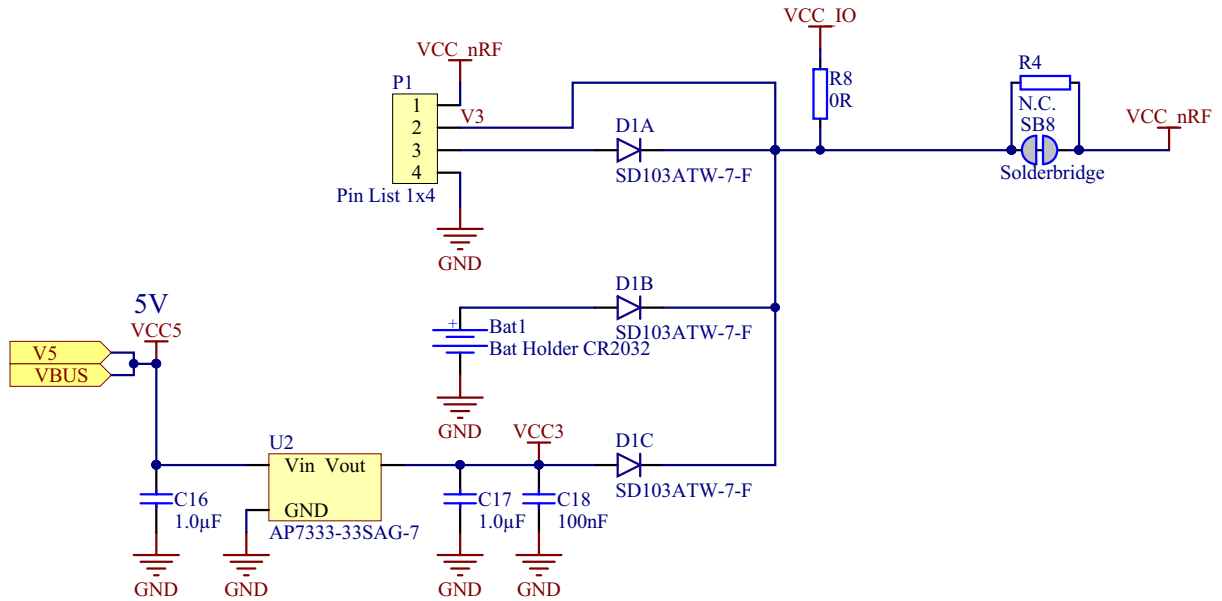 VCC_IO
VCC_nRF
R8
0R
R4
N.C.
SB8
Solderbridge
VCC_nRF
P1
1
2
3
4
V3
Pin List 1x4
GND
D1A
SD103ATW-7-F
D1B
SD103ATW-7-F
+
Bat1
Bat Holder CR2032
GND
5V
VCC5
V5
VBUS
U2
Vin Vout
GND
AP7333-33SAG-7
VCC3
D1C
SD103ATW-7-F
C16
1.0µF
C17
1.0µF
C18
100nF
GND
GND
GND
GND